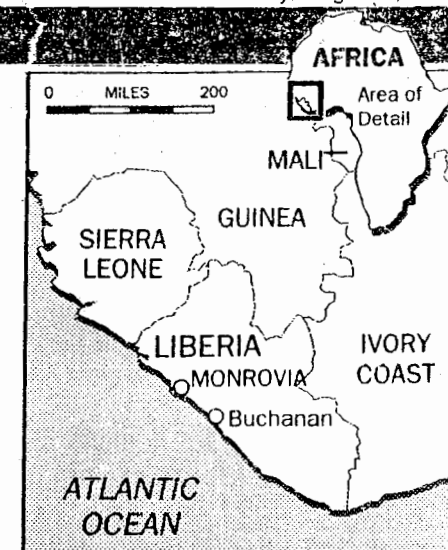 AFRICA
0 MILES 200
Area of
Detail
MALI
GUINEA
SIERRA
LEONE
LIBERIA
IVORY
COAST
MONROVIA
Buchanan
ATLANTIC
OCEAN